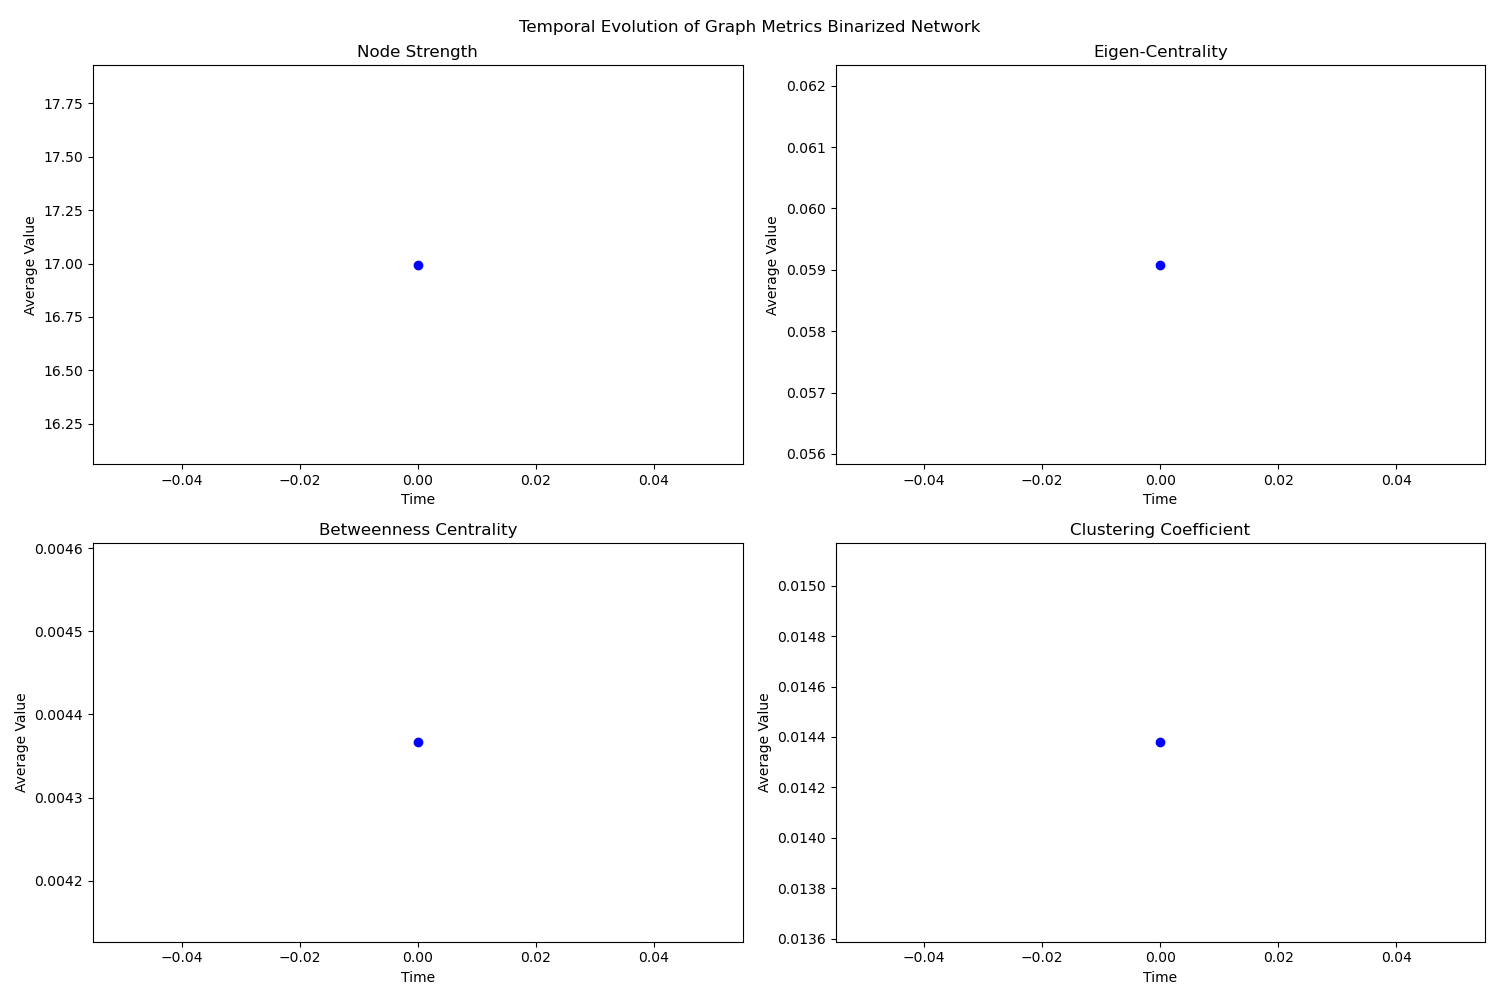 Temporal Evolution of Graph Metrics Binarized Network
Node Strength
17.75
17.50
17.25
17.00
16.75
16.50
16.25
Average Value
−0.04 −0.02 0.00 0.02 0.04
Time
Eigen-Centrality
0.062
0.061
0.060
0.059
0.058
0.057
0.056
Average Value
−0.04 −0.02 0.00 0.02 0.04
Time
Betweenness Centrality
0.0046
0.0045
0.0044
0.0043
0.0042
Average Value
−0.04 −0.02 0.00 0.02 0.04
Time
Clustering Coefficient
0.0150
0.0148
0.0146
0.0144
0.0142
0.0140
0.0138
0.0136
Average Value
−0.04 −0.02 0.00 0.02 0.04
Time